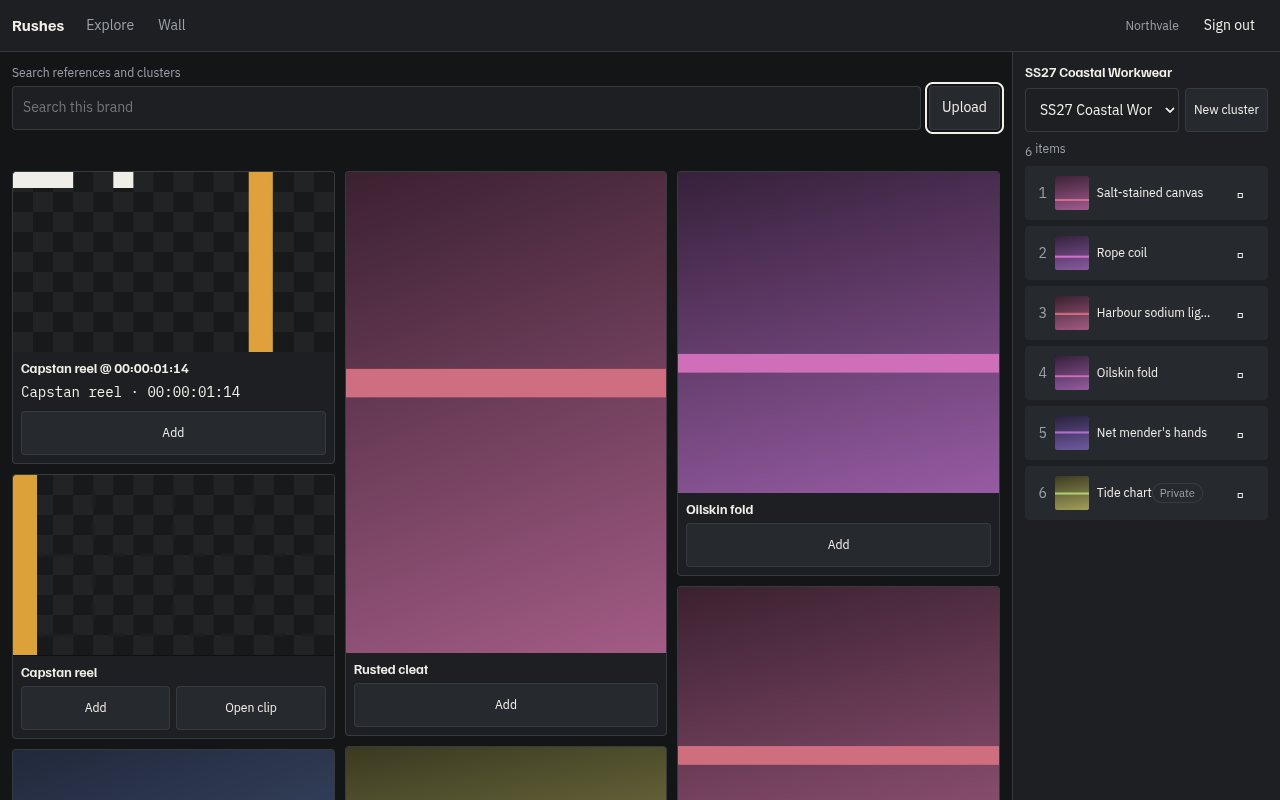 Rushes
Explore
Wall
Northvale
Sign out
Search references and clusters
Search this brand
Upload
Capstan reel @ 00:00:01:14
Capstan reel · 00:00:01:14
Add
Capstan reel
Add
Open clip
Rusted cleat
Add
Oilskin fold
Add
SS27 Coastal Workwear
SS27 Coastal Wor
New cluster
6 items
1 Salt-stained canvas
2 Rope coil
3 Harbour sodium lig…
4 Oilskin fold
5 Net mender's hands
6 Tide chart Private